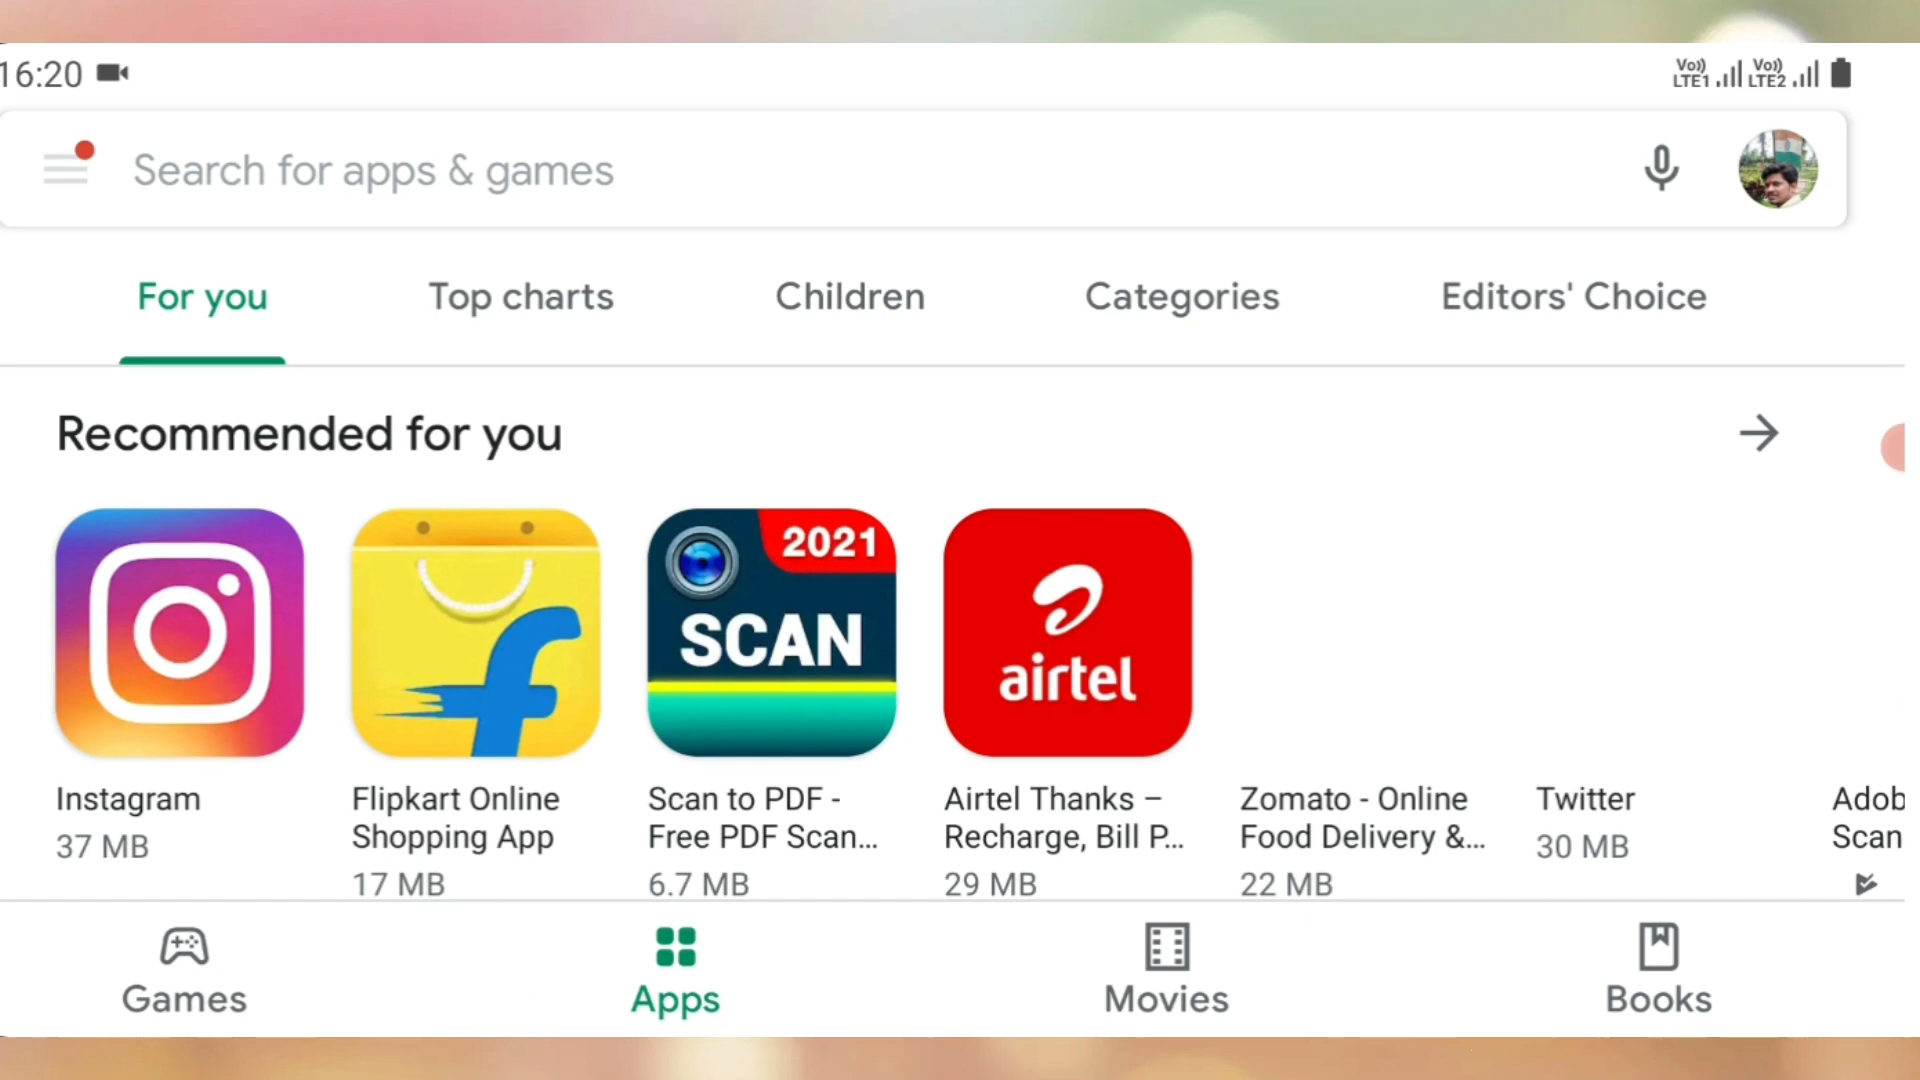 16:20
Vo)) LTE1 Vo)) LTE2
Search for apps & games
For you
Top charts
Children
Categories
Editors' Choice
Recommended for you
2021
SCAN
airtel
Instagram
37 MB
Flipkart Online
Shopping App
17 MB
Scan to PDF -
Free PDF Scan...
6.7 MB
Airtel Thanks –
Recharge, Bill P...
29 MB
Zomato - Online
Food Delivery &...
22 MB
Twitter
30 MB
Adob
Scan
Games
Apps
Movies
Books